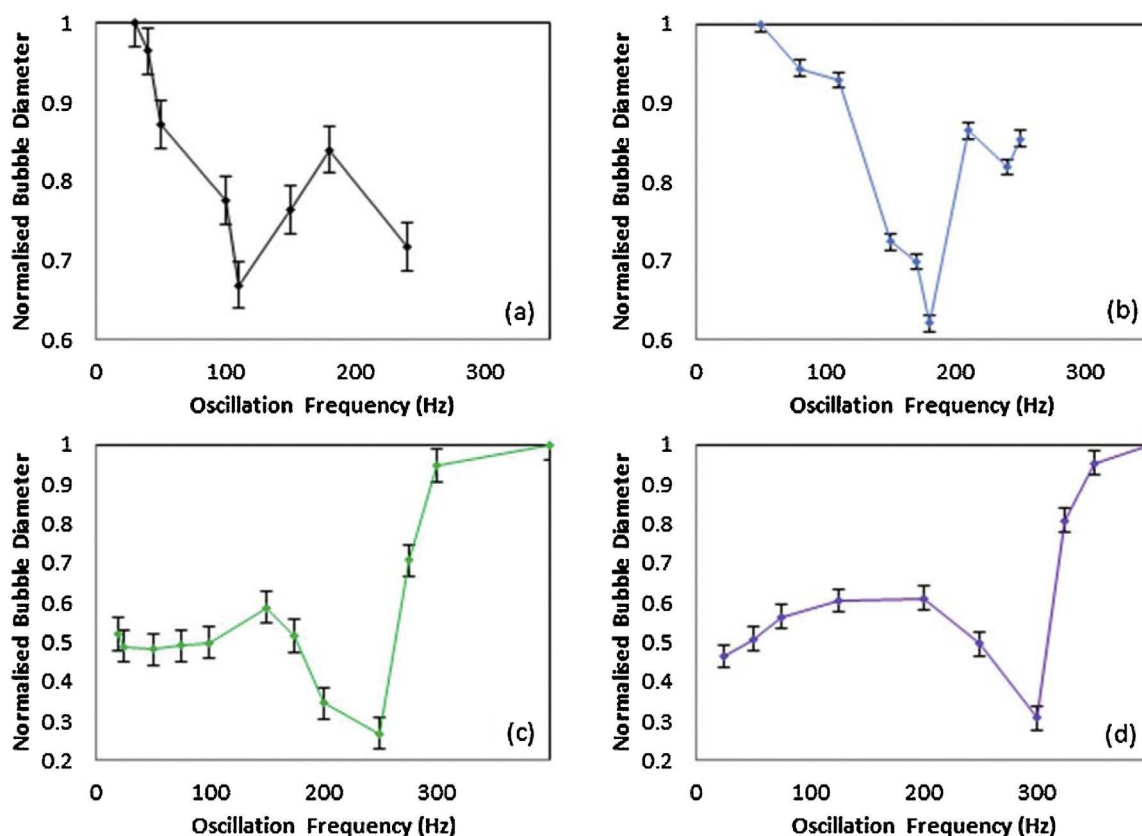 1
0.9
0.8
0.7
0.6
0 100 200 300
Normalised Bubble Diameter
Oscillation Frequency (Hz)
(a)
1
0.9
0.8
0.7
0.6
0 100 200 300
Normalised Bubble Diameter
Oscillation Frequency (Hz)
(b)
1
0.9
0.8
0.7
0.6
0.5
0.4
0.3
0.2
0 100 200 300
Normalised Bubble Diameter
Oscillation Frequency (Hz)
(c)
1
0.9
0.8
0.7
0.6
0.5
0.4
0.3
0.2
0 100 200 300
Normalised Bubble Diameter
Oscillation Frequency (Hz)
(d)